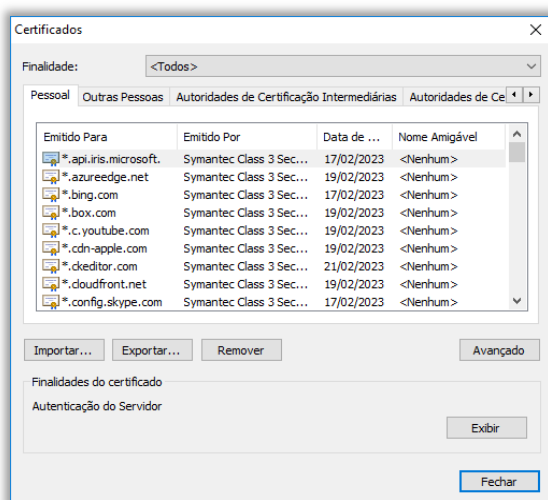 Certificados
Finalidade: <Todos>
Pessoal Outras Pessoas Autoridades de Certificação Intermediárias Autoridades de Ce
Emitido Para Emitido Por Data de ... Nome Amigável
*.api.iris.microsoft. Symantec Class 3 Sec... 17/02/2023 <Nenhum>
*.azureedge.net Symantec Class 3 Sec... 19/02/2023 <Nenhum>
*.bing.com Symantec Class 3 Sec... 17/02/2023 <Nenhum>
*.box.com Symantec Class 3 Sec... 19/02/2023 <Nenhum>
*.c.youtube.com Symantec Class 3 Sec... 19/02/2023 <Nenhum>
*.cdn-apple.com Symantec Class 3 Sec... 19/02/2023 <Nenhum>
*.ckeditor.com Symantec Class 3 Sec... 21/02/2023 <Nenhum>
*.cloudfront.net Symantec Class 3 Sec... 19/02/2023 <Nenhum>
*.config.skype.com Symantec Class 3 Sec... 17/02/2023 <Nenhum>
Importar... Exportar... Remover Avançado
Finalidades do certificado
Autenticação do Servidor
Exibir
Fechar